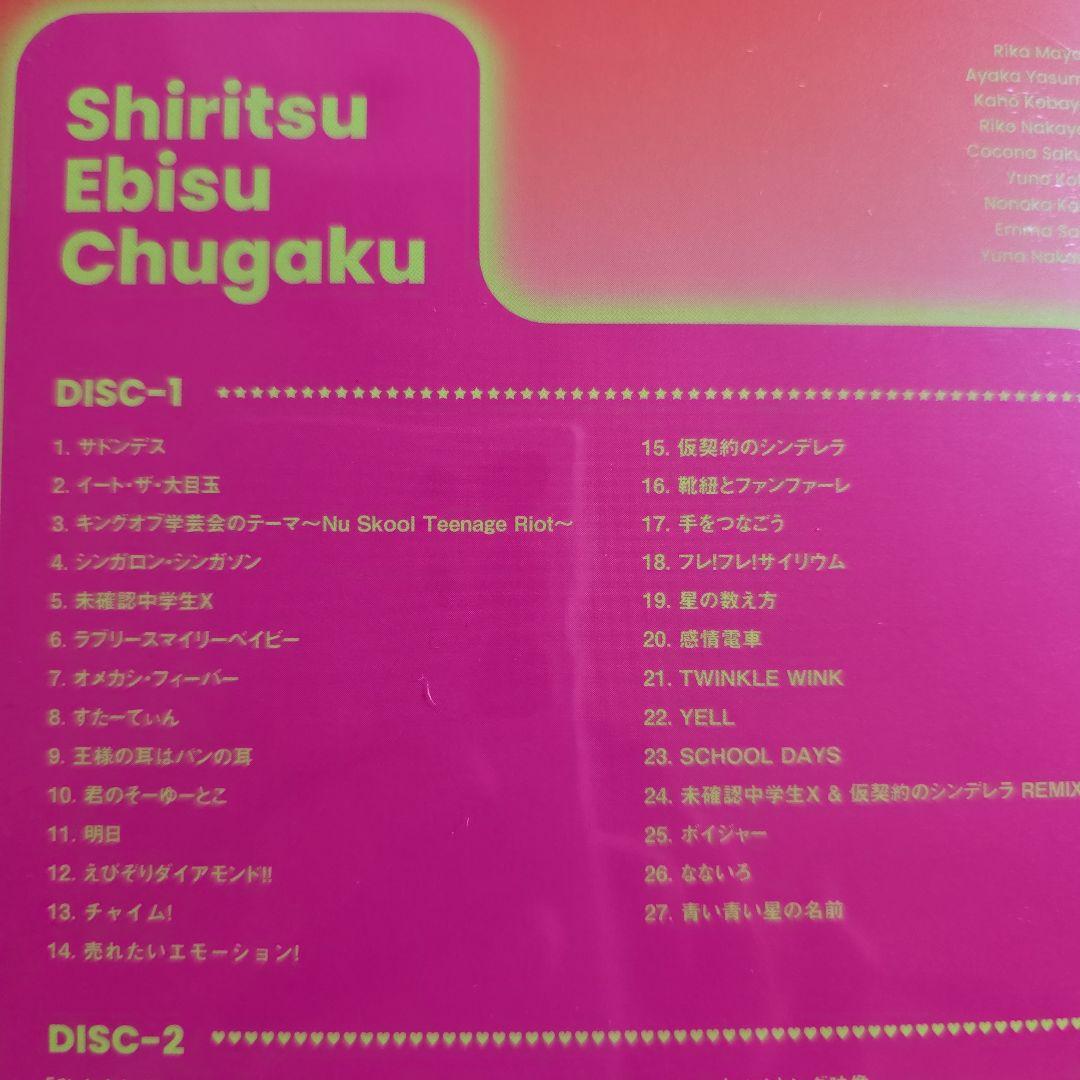 Shiritsu
Ebisu
Chugaku
Rika
Ayaka
Kaho
Riko
Cocona
Yuno
Nonaka
Emma
Yuna
DISC-1
1. サドンデス
2. イート・ザ・大目玉
3. キングオブ学芸会のテーマ〜Nu Skool Teenage Riot〜
4. シンガロン・シンガソン
5. 未確認中学生X
6. ラブリースマイリーベイビー
7. オメカシ・フィーバー
8. すたーてぃん
9. 王様の耳はパンの耳
10. 君のそーゆーとこ
11. 明日
12. えびぞりダイアモンド!!
13. チャイム!
14. 売れたいエモーション!
15. 仮契約のシンデレラ
16. 靴紐とファンファーレ
17. 手をつなごう
18. フレ!フレ!サイリウム
19. 星の数え方
20. 感情電車
21. TWINKLE WINK
22. YELL
23. SCHOOL DAYS
24. 未確認中学生X & 仮契約のシンデレラ REMIX
25. ボイジャー
26. なないろ
27. 青い青い星の名前
DISC-2